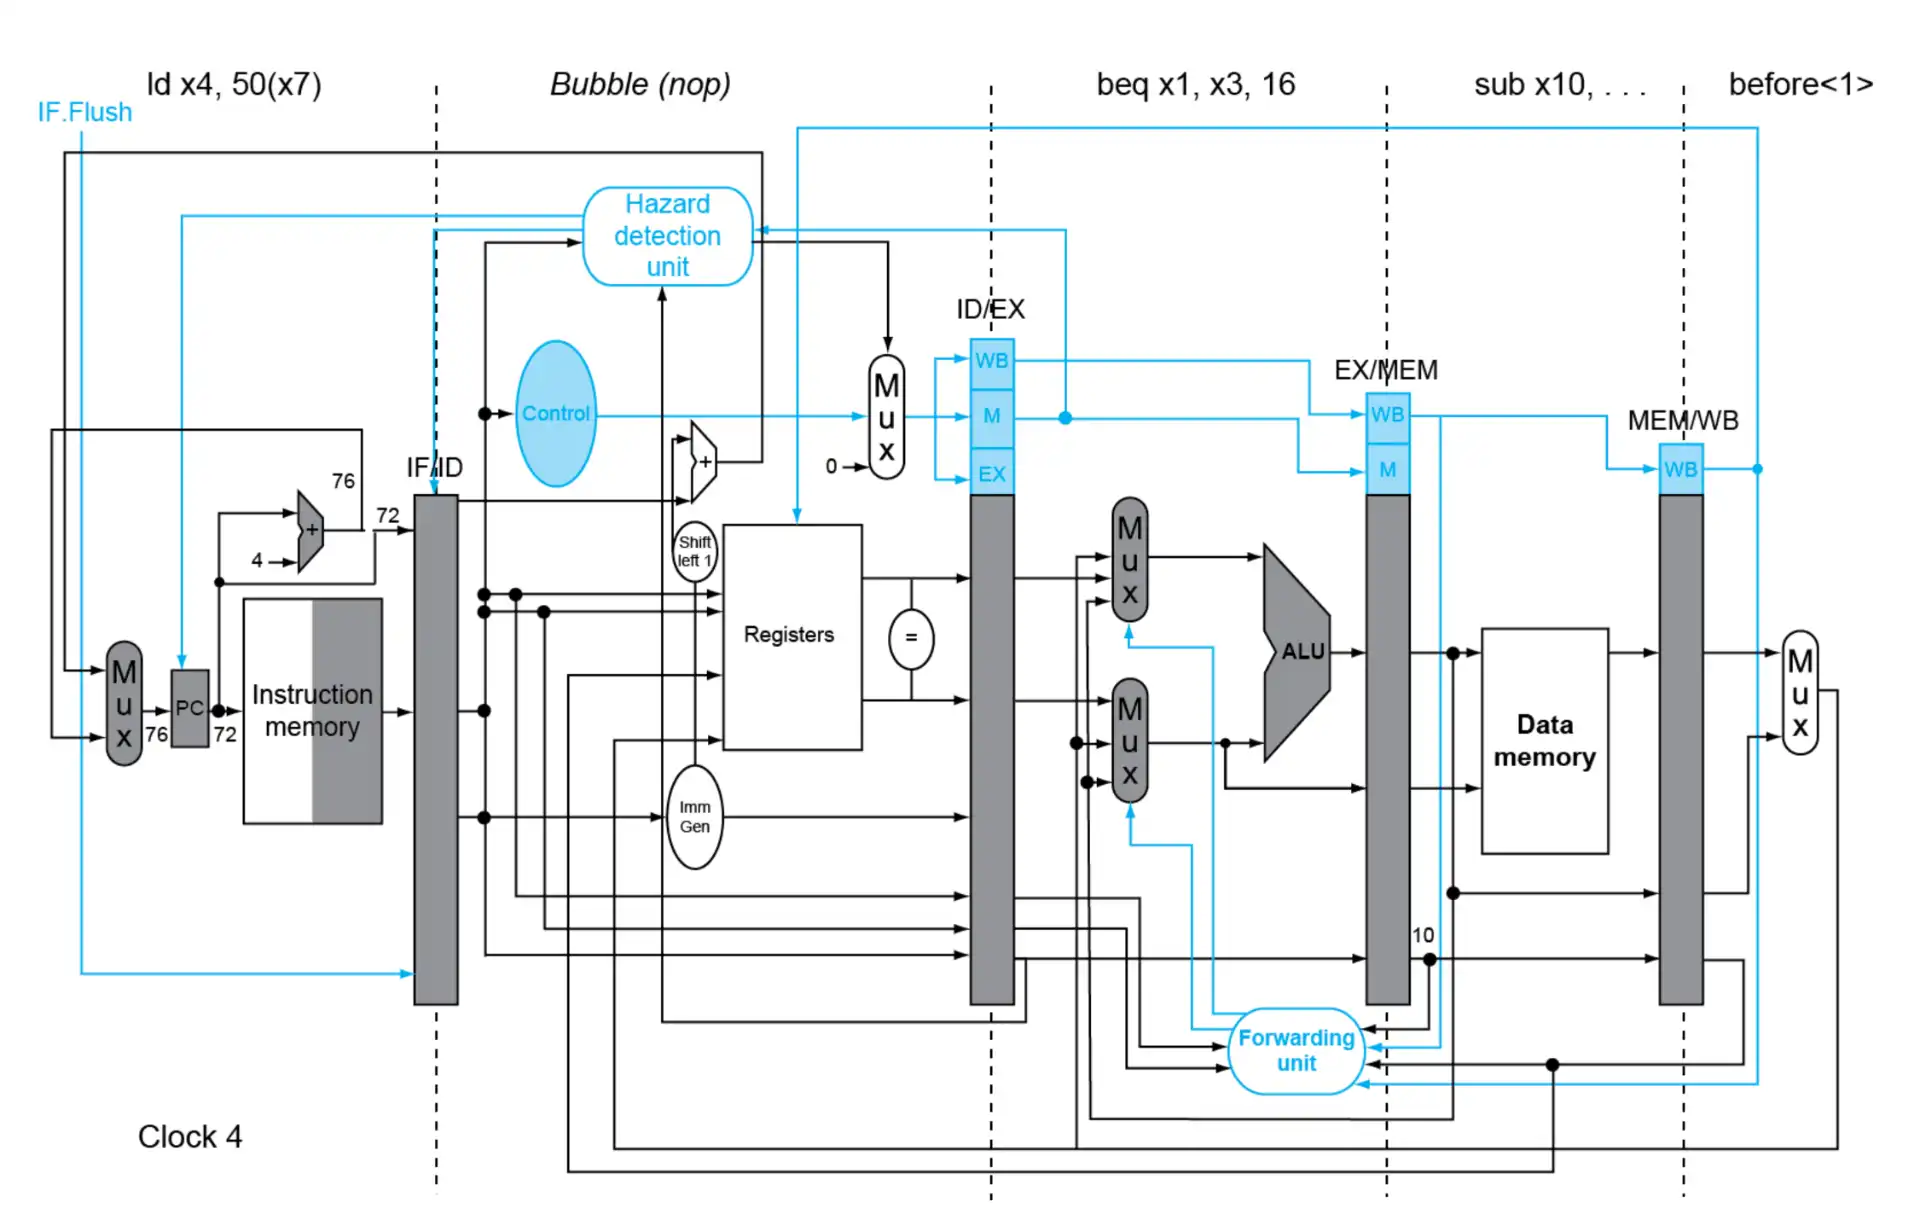 ld x4, 50(x7)
Bubble (nop)
beq x1, x3, 16
sub x10, . . .
before<1>
IF.Flush
Hazard
detection
unit
ID/EX
WB
M
EX
Control
M
u
x
0
EX/MEM
WB
M
MEM/WB
WB
IF/ID
76
72
+
4
+
Shift
left 1
M
u
x
76
PC
72
Instruction
memory
Registers
=
Imm
Gen
M
u
x
M
u
x
ALU
Data
memory
M
u
x
10
Forwarding
unit
Clock 4